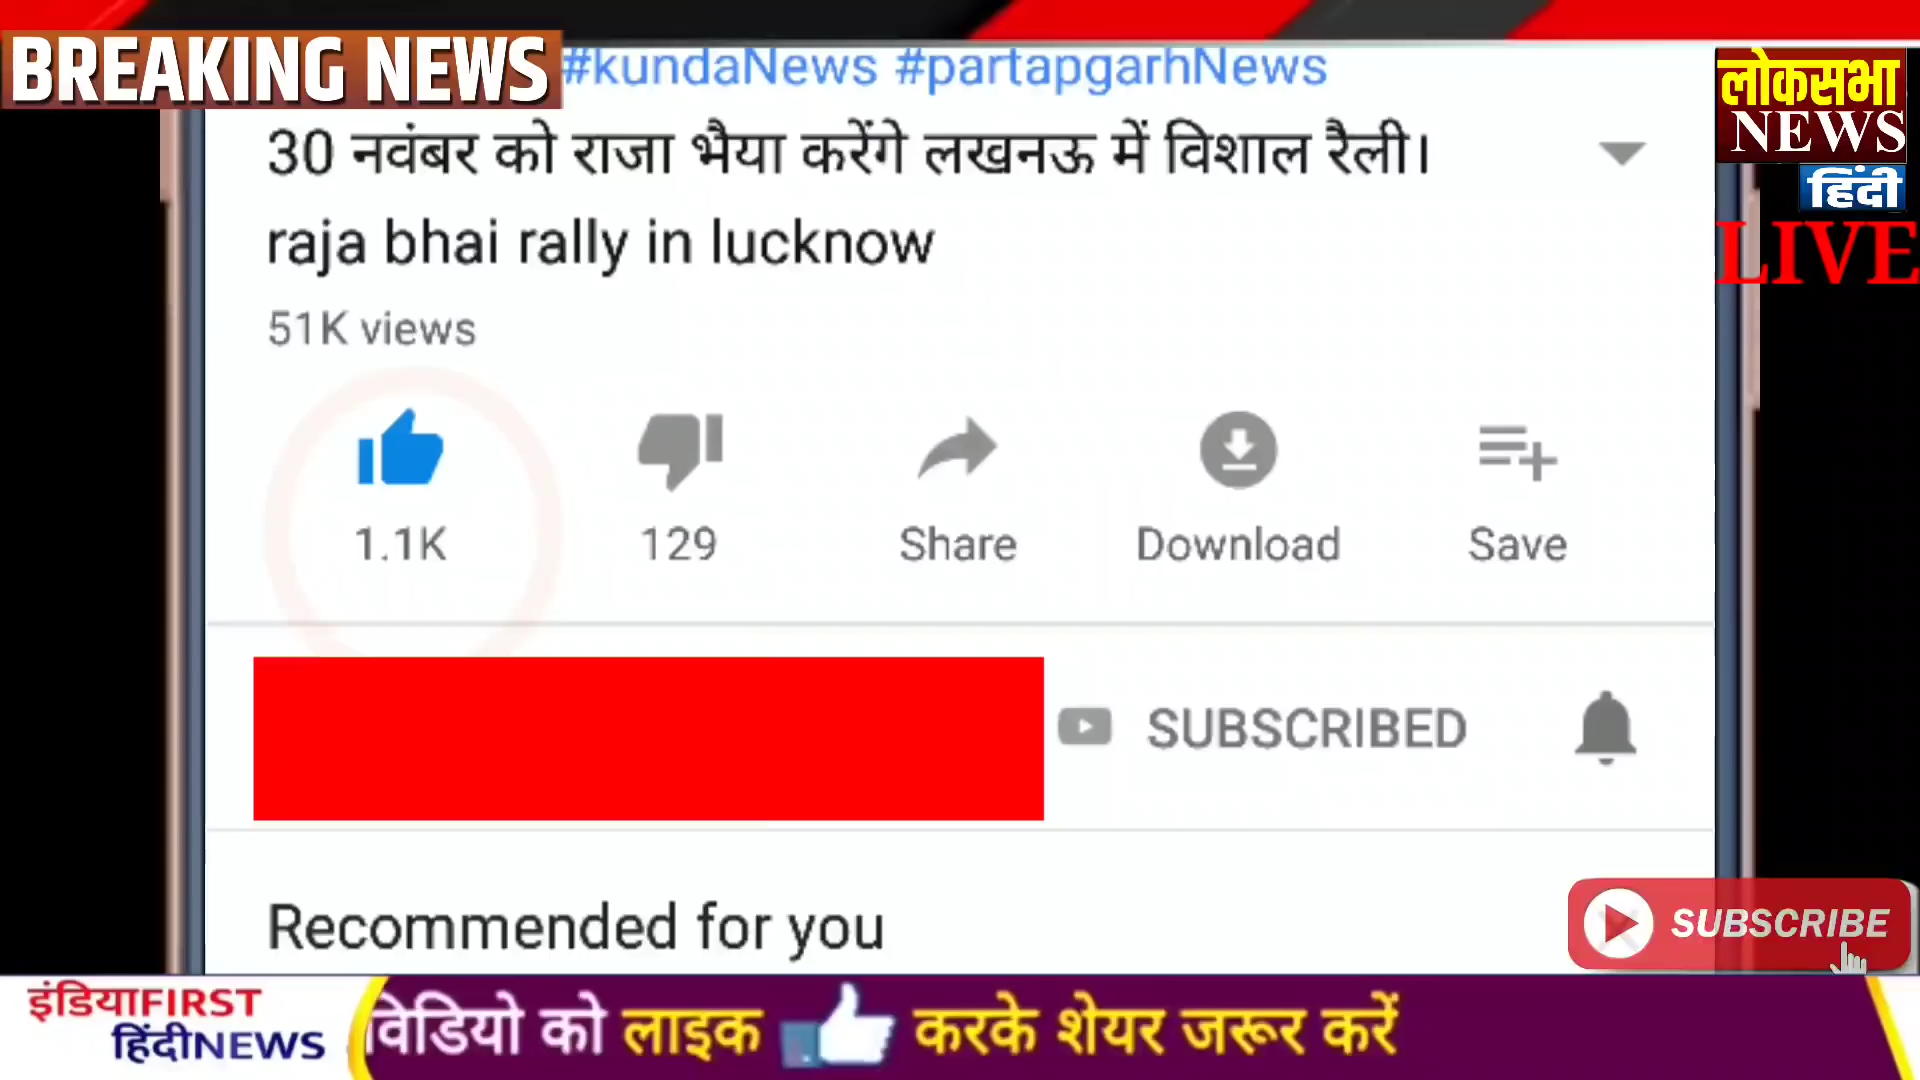 BREAKING NEWS
#kundaNews #partapgarhNews
लोकसभा
NEWS
हिंदी
LIVE
30 नवंबर को राजा भैया करेंगे लखनऊ में विशाल रैली।
raja bhai rally in lucknow
51K views
1.1K 129 Share Download Save
SUBSCRIBED
Recommended for you
SUBSCRIBE
इंडियाFIRST
हिंदीNEWS
विडियो को लाइक करके शेयर जरूर करें